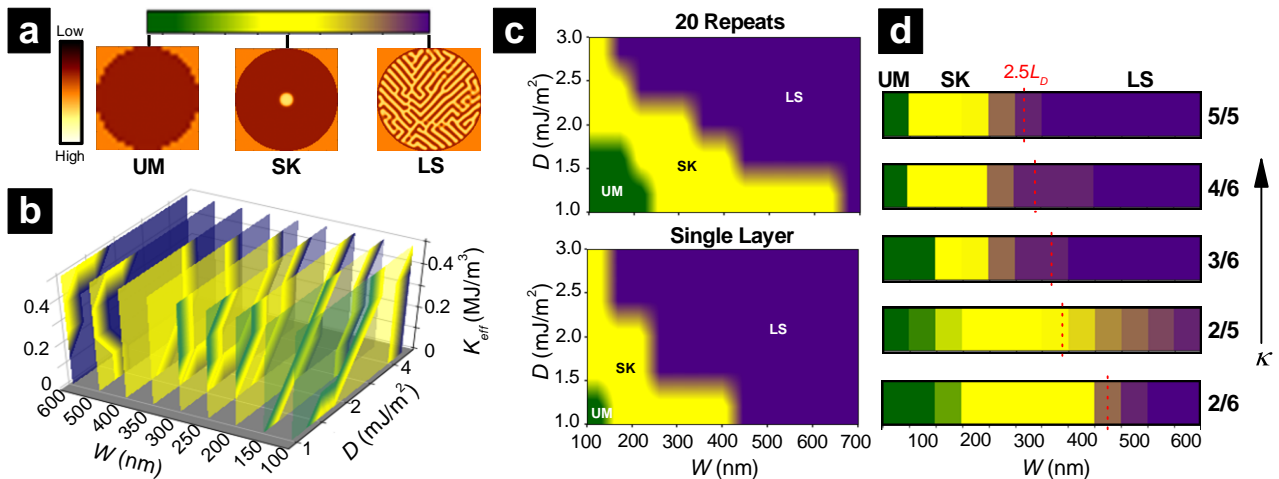 a
Low
High
UM
SK
LS
b
0.4
0.2
0
600
500
400
350
300
250
200
150
100
W (nm)
1
2
4
D (mJ/m²)
0.4
0.2
0
K_eff (MJ/m³)
c
20 Repeats
3.0
2.5
2.0
1.5
1.0
D (mJ/m²)
LS
SK
UM
Single Layer
3.0
2.5
2.0
1.5
1.0
D (mJ/m²)
LS
SK
UM
100 200 300 400 500 600 700
W (nm)
d
UM SK 2.5L_D LS
5/5
4/6
3/6
2/5
2/6
κ
100 200 300 400 500 600
W (nm)